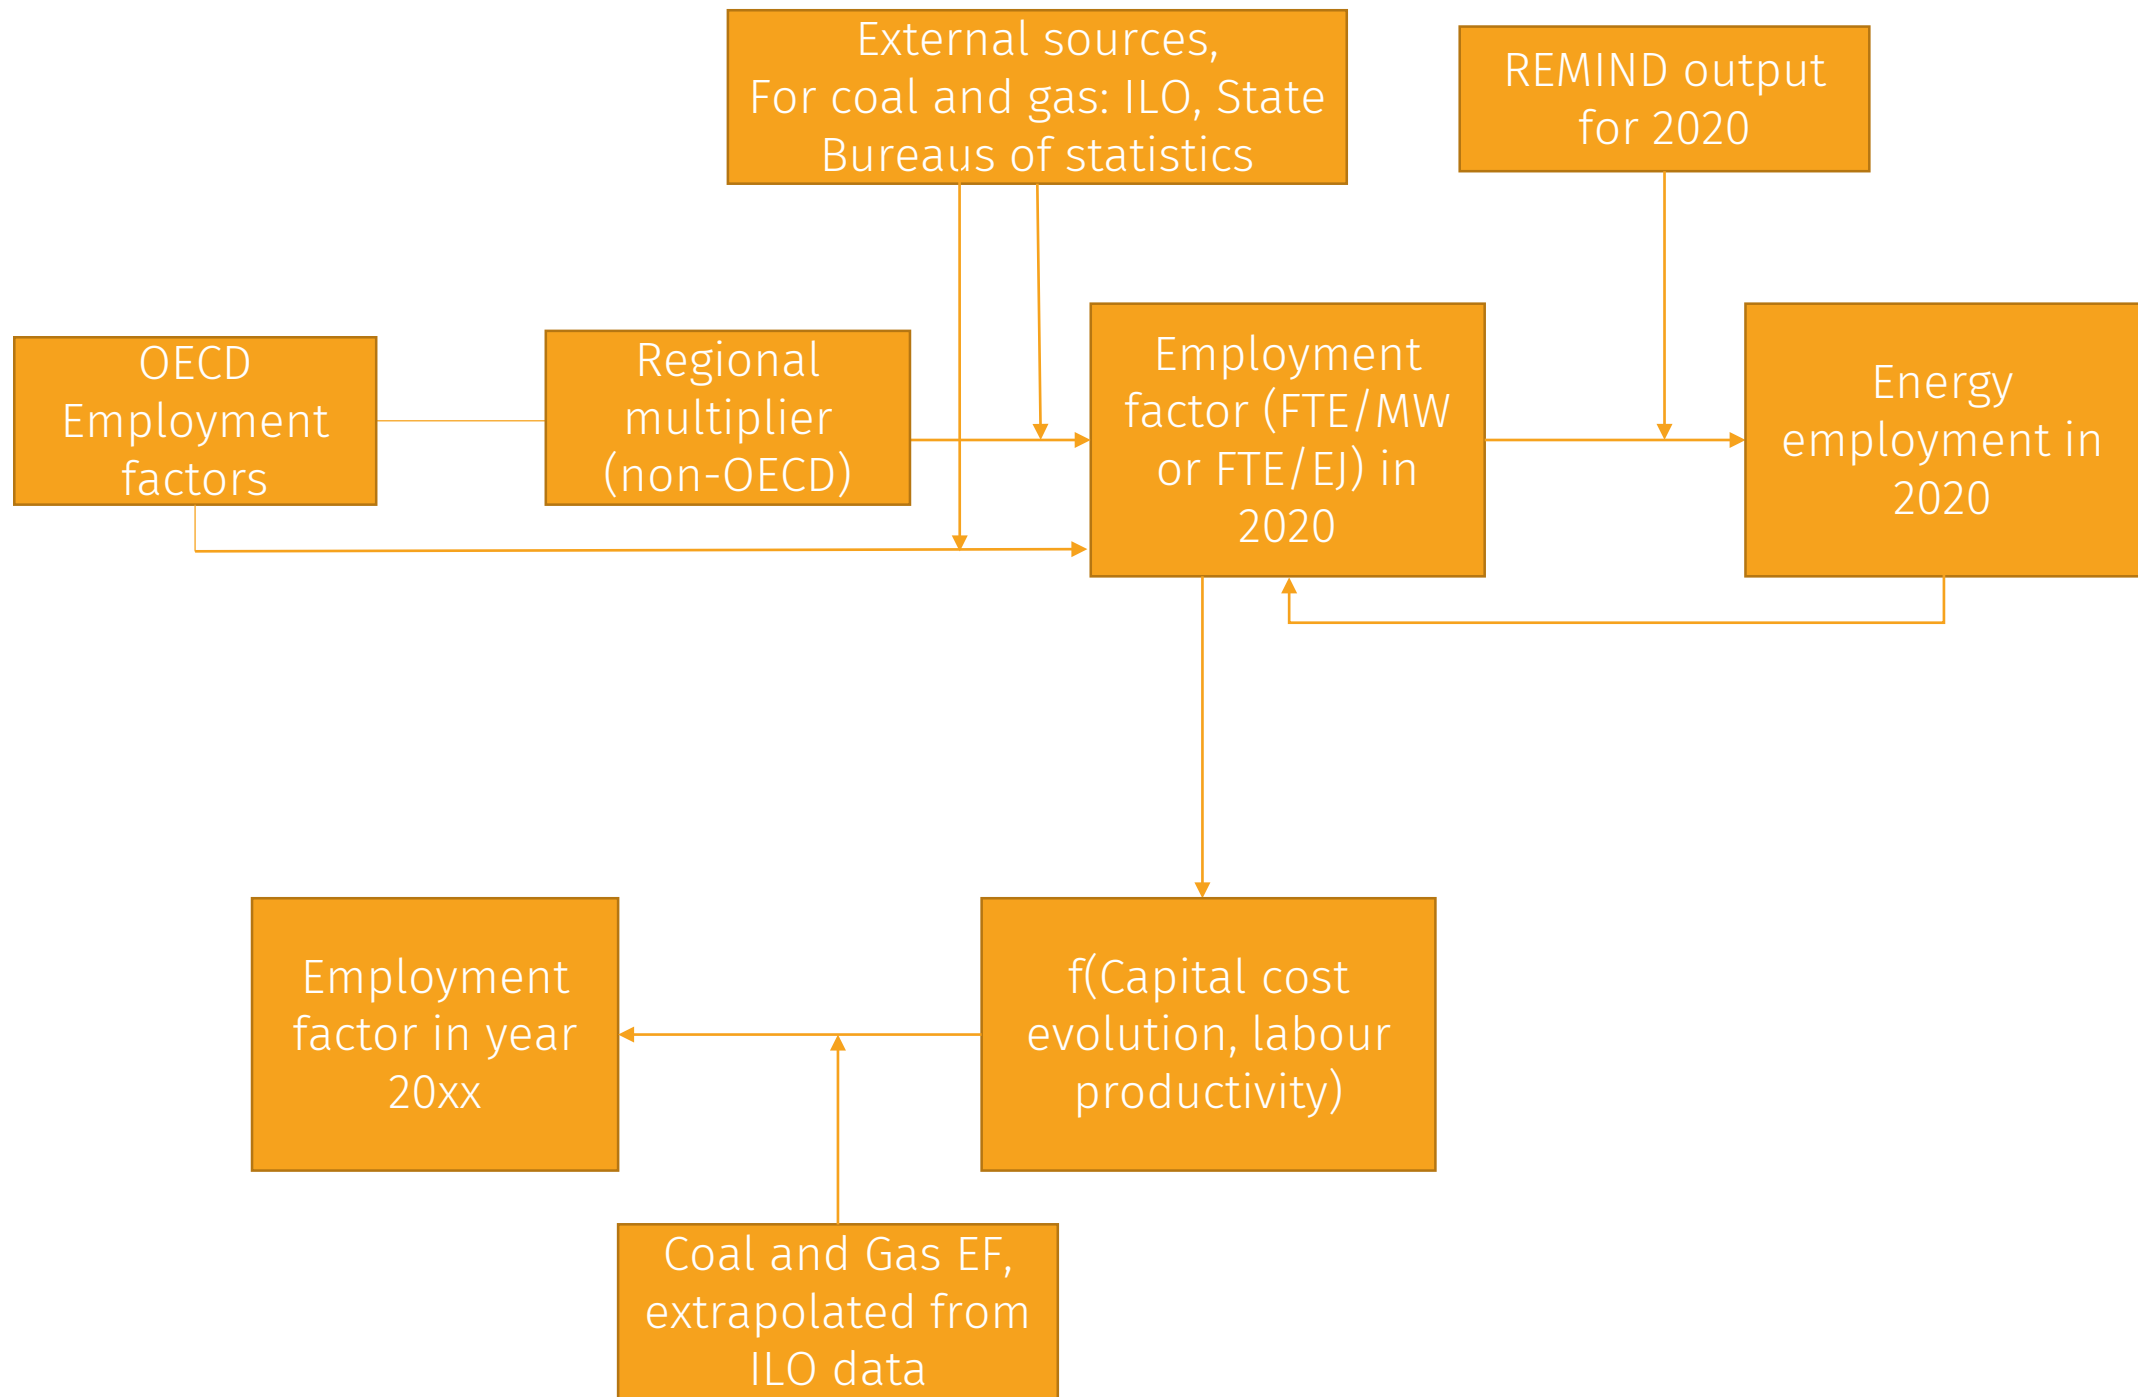 External sources,
For coal and gas: ILO, State
Bureaus of statistics
REMIND output
for 2020
OECD
Employment
factors
Regional
multiplier
(non-OECD)
Employment
factor (FTE/MW
or FTE/EJ) in
2020
Energy
employment in
2020
Employment
factor in year
20xx
f(Capital cost
evolution, labour
productivity)
Coal and Gas EF,
extrapolated from
ILO data